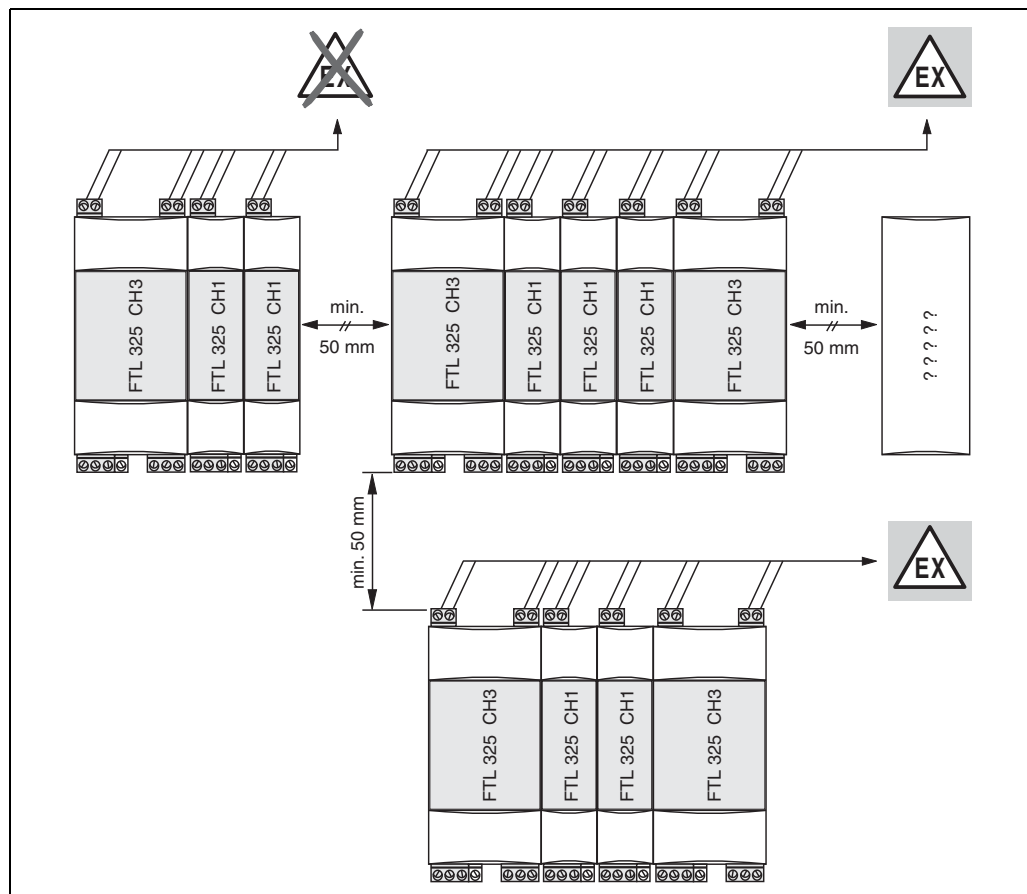 EX
EX
FTL 325 CH3
FTL 325 CH1
FTL 325 CH1
min.
50 mm
FTL 325 CH3
FTL 325 CH1
FTL 325 CH1
FTL 325 CH1
FTL 325 CH3
min.
50 mm
? ? ? ? ?
min. 50 mm
EX
FTL 325 CH3
FTL 325 CH1
FTL 325 CH1
FTL 325 CH3